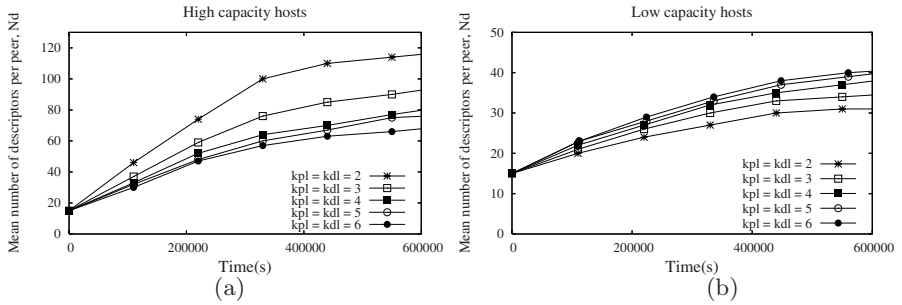 High capacity hosts
Mean number of descriptors per peer, Nd
120
100
80
60
40
20
0
0
200000
400000
600000
Time(s)
kpl = kdl = 2
kpl = kdl = 3
kpl = kdl = 4
kpl = kdl = 5
kpl = kdl = 6
(a)
Low capacity hosts
Mean number of descriptors per peer, Nd
50
40
30
20
10
0
0
200000
400000
600000
Time(s)
kpl = kdl = 2
kpl = kdl = 3
kpl = kdl = 4
kpl = kdl = 5
kpl = kdl = 6
(b)